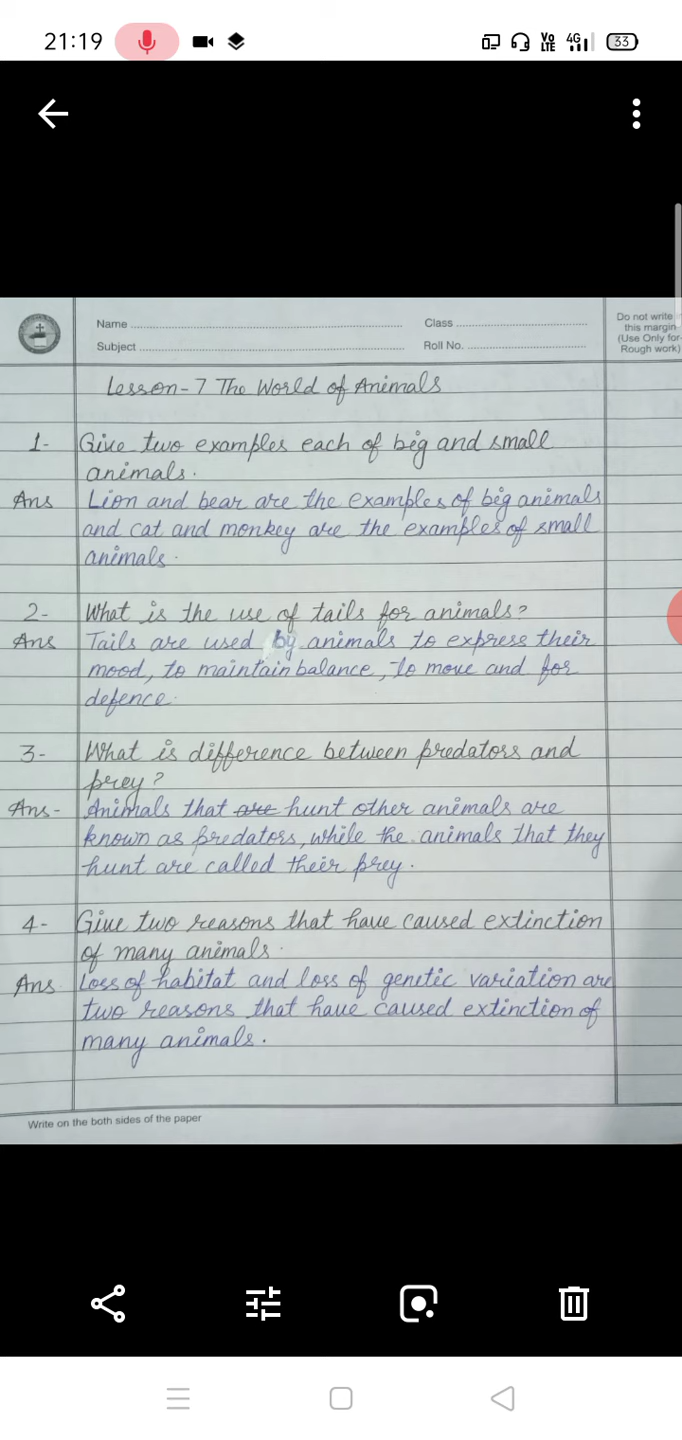 21:19
Vo LTE 4G 33
Name
Class
Subject
Roll No.
Do not write
this margin
(Use Only for
Rough work)
Lesson-7 The World of Animals
1- Give two examples each of big and small
animals.
Ans Lion and bear are the examples of big animals
and cat and monkey are the examples of small
animals.
2- What is the use of tails for animals?
Ans Tails are used by animals to express their
mood, to maintain balance, to move and for
defence.
3- What is difference between predators and
prey?
Ans- Animals that are hunt other animals are
known as predators, while the animals that they
hunt are called their prey.
4- Give two reasons that have caused extinction
of many animals.
Ans Loss of habitat and loss of genetic variation are
two reasons that have caused extinction of
many animals.
Write on the both sides of the paper